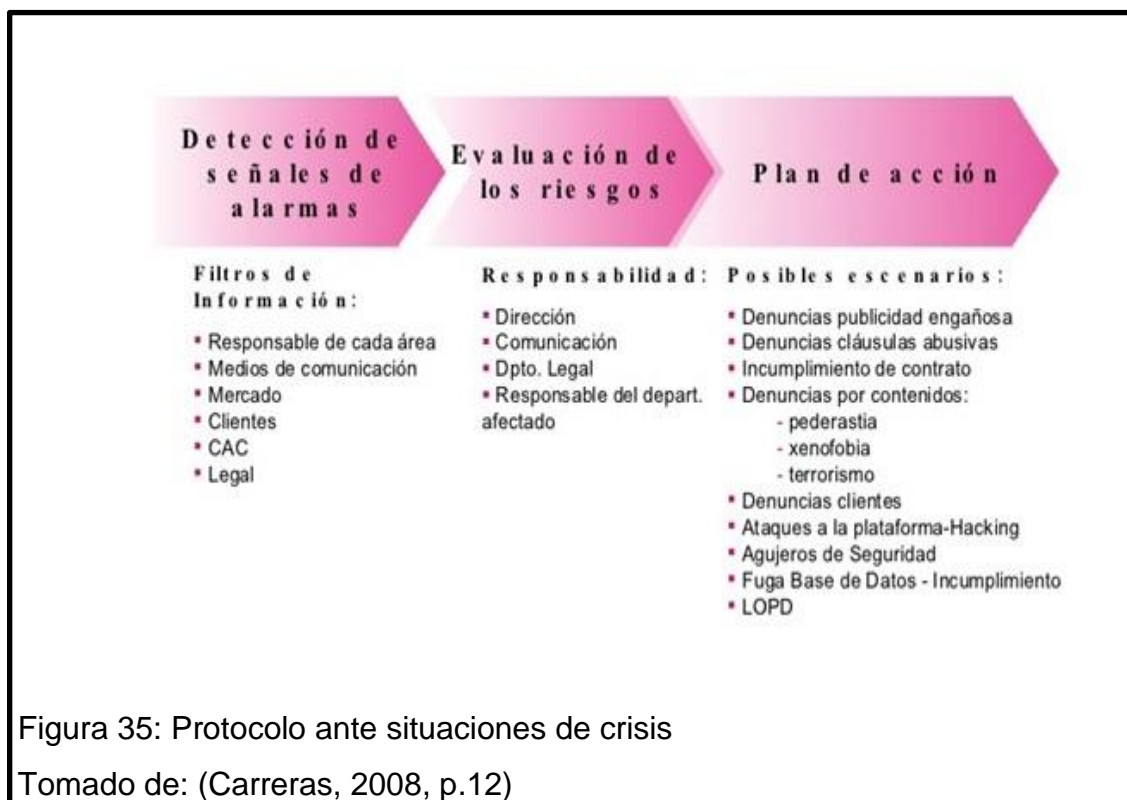 Detección de
señales de
alarmas
Evaluación de
los riesgos
Plan de acción
Filtros de
Información:
▪ Responsable de cada área
▪ Medios de comunicación
▪ Mercado
▪ Clientes
▪ CAC
▪ Legal
Responsabilidad:
▪ Dirección
▪ Comunicación
▪ Dpto. Legal
▪ Responsable del depart.
afectado
Posibles escenarios:
▪ Denuncias publicidad engañosa
▪ Denuncias cláusulas abusivas
▪ Incumplimiento de contrato
▪ Denuncias por contenidos:
- pederastia
- xenofobia
- terrorismo
▪ Denuncias clientes
▪ Ataques a la plataforma-Hacking
▪ Agujeros de Seguridad
▪ Fuga Base de Datos - Incumplimiento
▪ LOPD
Figura 35: Protocolo ante situaciones de crisis
Tomado de: (Carreras, 2008, p.12)